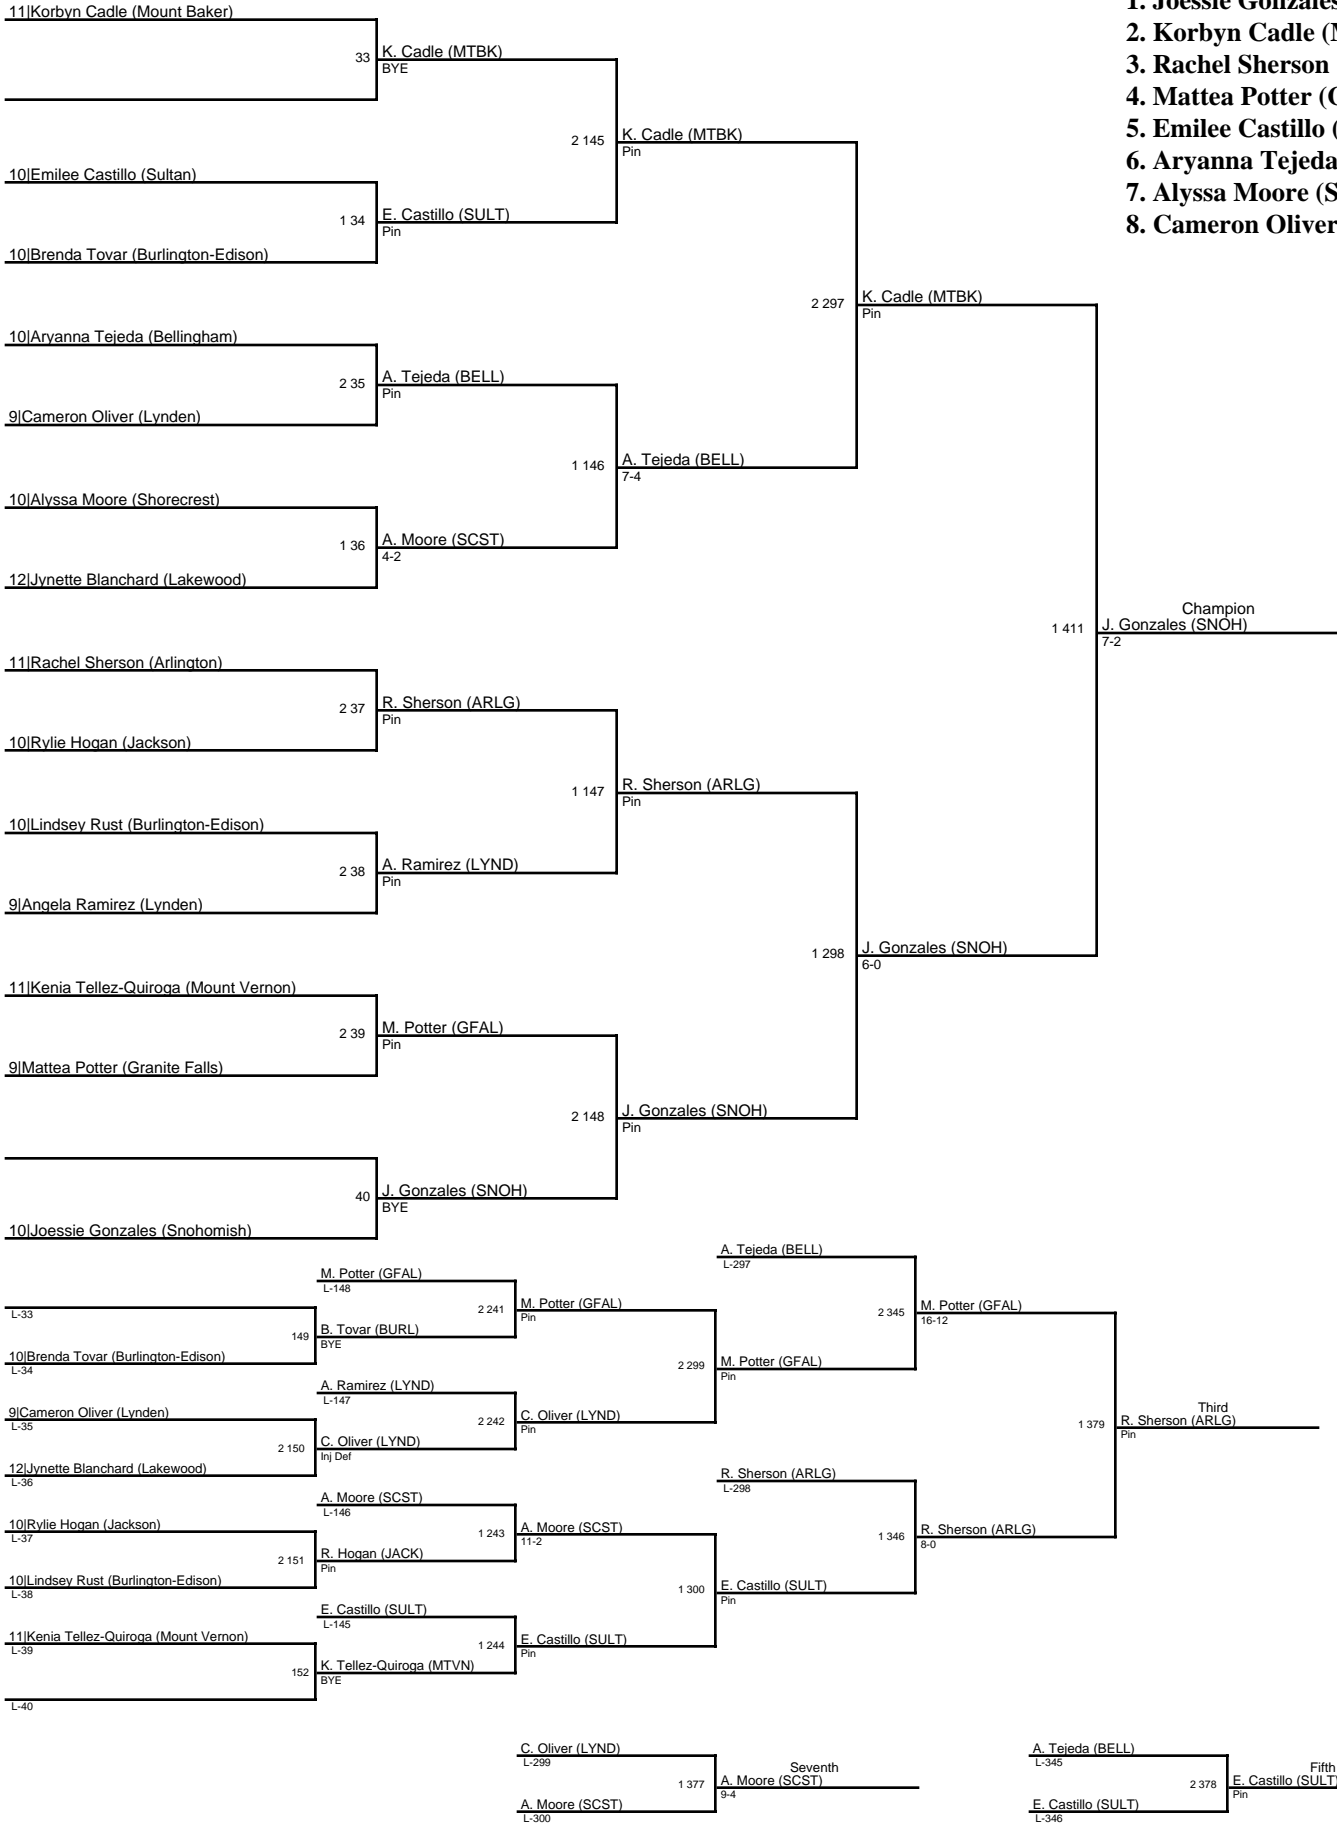 1. Joessie Gonzales
2. Korbyn Cadle (
3. Rachel Sherson
4. Mattea Potter (
5. Emilee Castillo (
6. Aryanna Tejeda
7. Alyssa Moore (S
8. Cameron Oliver
11|Korbyn Cadle (Mount Baker)
33
K. Cadle (MTBK)
BYE
2 145
K. Cadle (MTBK)
Pin
10|Emilee Castillo (Sultan)
1 34
E. Castillo (SULT)
Pin
10|Brenda Tovar (Burlington-Edison)
2 297
K. Cadle (MTBK)
Pin
10|Aryanna Tejeda (Bellingham)
2 35
A. Tejeda (BELL)
Pin
9|Cameron Oliver (Lynden)
1 146
A. Tejeda (BELL)
7-4
10|Alyssa Moore (Shorecrest)
1 36
A. Moore (SCST)
4-2
12|Jynette Blanchard (Lakewood)
Champion
1 411
J. Gonzales (SNOH)
7-2
11|Rachel Sherson (Arlington)
2 37
R. Sherson (ARLG)
Pin
10|Rylie Hogan (Jackson)
1 147
R. Sherson (ARLG)
Pin
10|Lindsey Rust (Burlington-Edison)
2 38
A. Ramirez (LYND)
Pin
9|Angela Ramirez (Lynden)
1 298
J. Gonzales (SNOH)
6-0
11|Kenia Tellez-Quiroga (Mount Vernon)
2 39
M. Potter (GFAL)
Pin
9|Mattea Potter (Granite Falls)
2 148
J. Gonzales (SNOH)
Pin
40
J. Gonzales (SNOH)
BYE
10|Joessie Gonzales (Snohomish)
A. Tejeda (BELL)
L-297
M. Potter (GFAL)
L-148
L-33
2 241
M. Potter (GFAL)
Pin
2 345
M. Potter (GFAL)
16-12
149
B. Tovar (BURL)
BYE
10|Brenda Tovar (Burlington-Edison)
L-34
2 299
M. Potter (GFAL)
Pin
A. Ramirez (LYND)
L-147
9|Cameron Oliver (Lynden)
L-35
2 242
C. Oliver (LYND)
Pin
Third
1 379
R. Sherson (ARLG)
Pin
2 150
C. Oliver (LYND)
Inj Def
12|Jynette Blanchard (Lakewood)
L-36
R. Sherson (ARLG)
L-298
A. Moore (SCST)
L-146
10|Rylie Hogan (Jackson)
L-37
1 243
A. Moore (SCST)
11-2
1 346
R. Sherson (ARLG)
8-0
2 151
R. Hogan (JACK)
Pin
10|Lindsey Rust (Burlington-Edison)
L-38
1 300
E. Castillo (SULT)
Pin
E. Castillo (SULT)
L-145
11|Kenia Tellez-Quiroga (Mount Vernon)
L-39
1 244
E. Castillo (SULT)
Pin
152
K. Tellez-Quiroga (MTVN)
BYE
L-40
C. Oliver (LYND)
L-299
Seventh
1 377
A. Moore (SCST)
9-4
A. Moore (SCST)
L-300
A. Tejeda (BELL)
L-345
Fifth
2 378
E. Castillo (SULT)
Pin
E. Castillo (SULT)
L-346